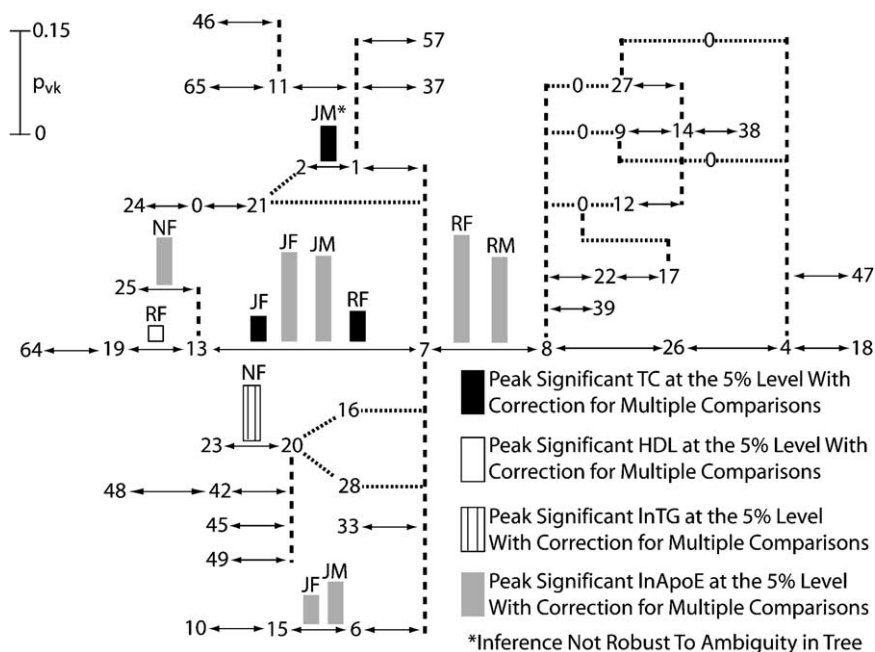 46 57 0
0.15
65 11 37 0 27
p_vk
JM*
0 9 14 38
0
2 1 0
24 0 21 0 12
NF JF JM RF RM
25 22 17 47
RF JF RF 39
64 19 13 7 8 26 4 18
NF 16
Peak Significant TC at the 5% Level With
Correction for Multiple Comparisons
23 20
Peak Significant HDL at the 5% Level With
Correction for Multiple Comparisons
48 42 28
45 33
Peak Significant lnTG at the 5% Level
With Correction for Multiple Comparisons
49
JF JM
Peak Significant lnApoE at the 5% Level
With Correction for Multiple Comparisons
10 15 6
*Inference Not Robust To Ambiguity in Tree